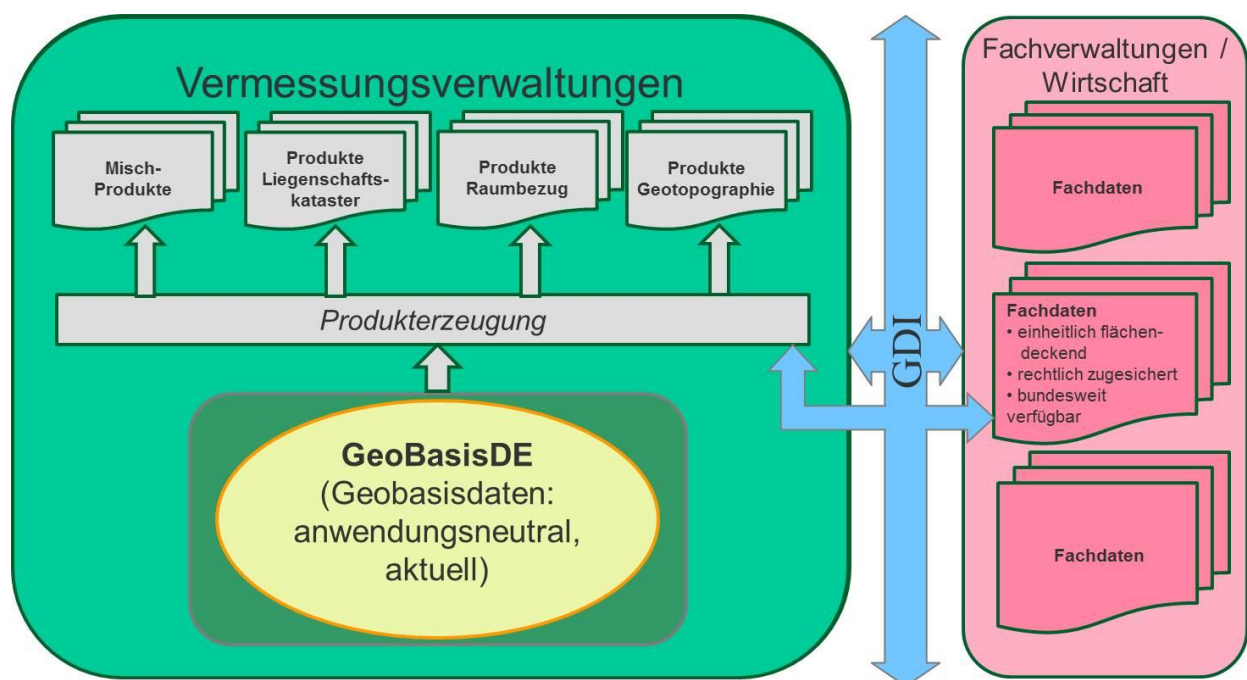 Vermessungsverwaltungen
Misch-
Produkte
Produkte
Liegenschafts-
kataster
Produkte
Raumbezug
Produkte
Geotopographie
Produkterzeugung
GeoBasisDE
(Geobasisdaten:
anwendungsneutral,
aktuell)
GDI
Fachverwaltungen /
Wirtschaft
Fachdaten
Fachdaten
• einheitlich flächen-
deckend
• rechtlich zugesichert
• bundesweit
verfügbar
Fachdaten